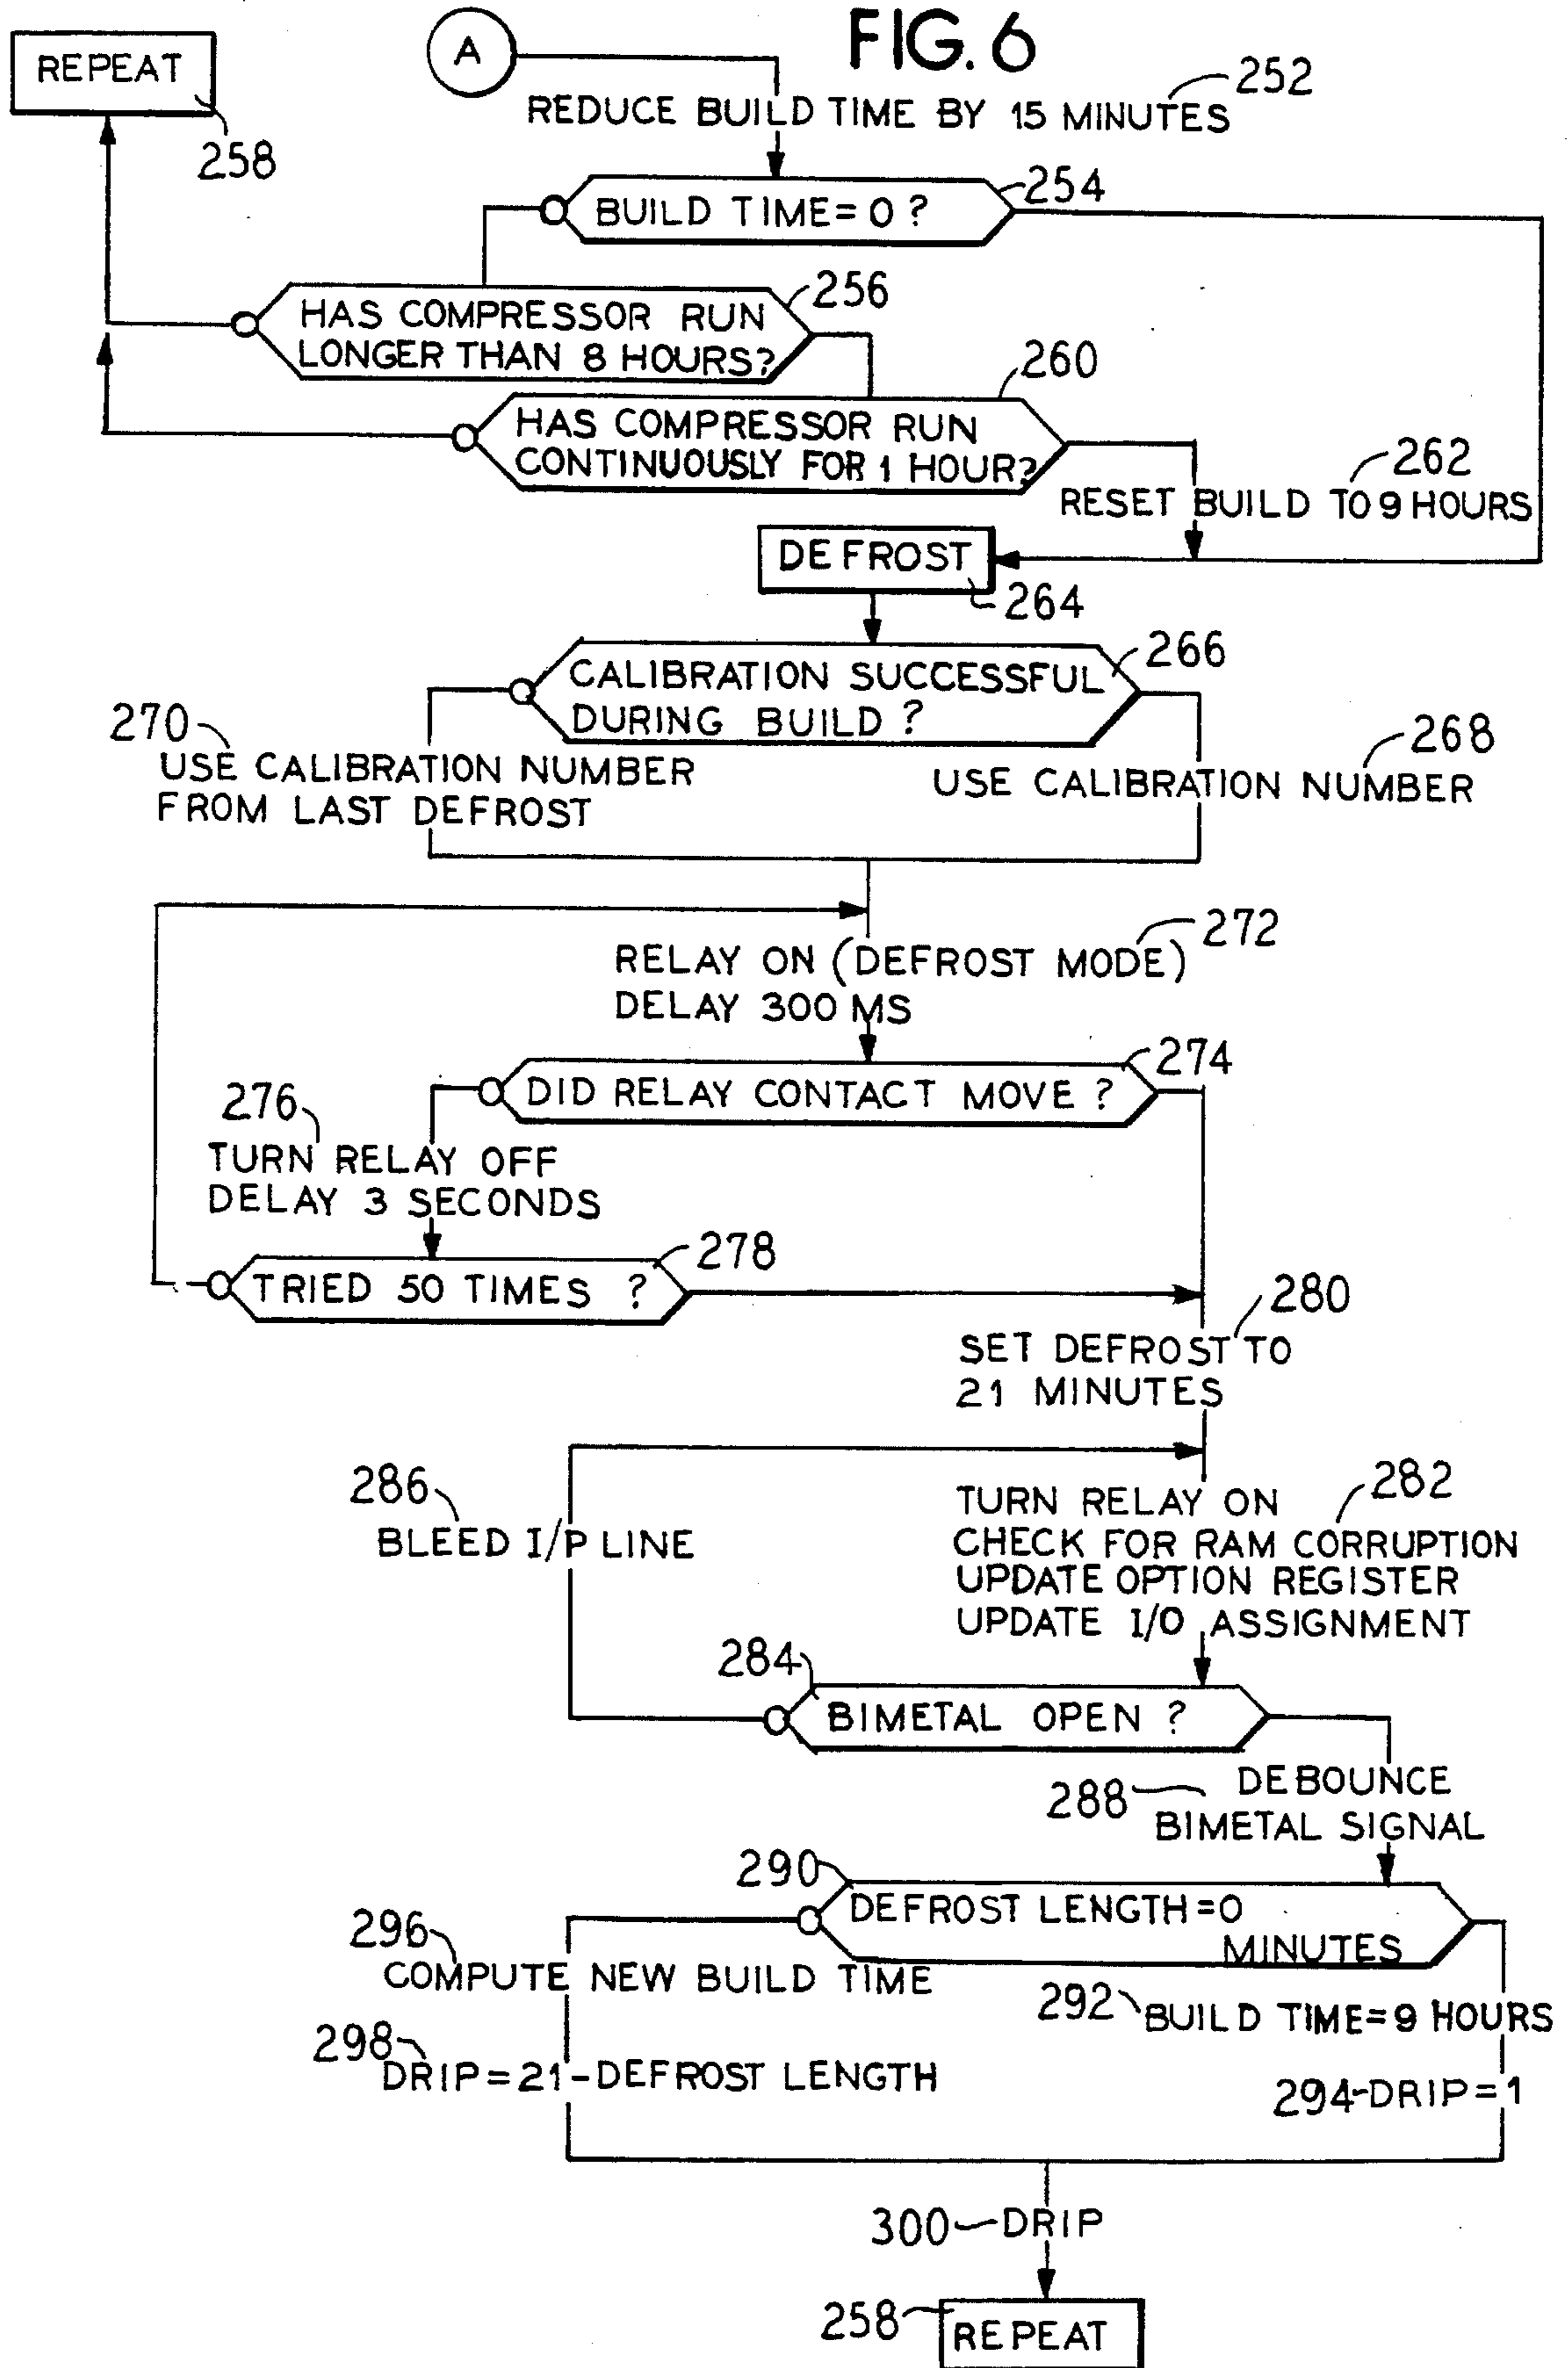 FIG. 6
REPEAT
258
A
252
REDUCE BUILD TIME BY 15 MINUTES
254
BUILD TIME=0 ?
256
HAS COMPRESSOR RUN
LONGER THAN 8 HOURS?
260
HAS COMPRESSOR RUN
CONTINUOUSLY FOR 1 HOUR?
262
RESET BUILD TO 9 HOURS
DEFROST
264
266
CALIBRATION SUCCESSFUL
DURING BUILD ?
270
USE CALIBRATION NUMBER
FROM LAST DEFROST
268
USE CALIBRATION NUMBER
272
RELAY ON (DEFROST MODE)
DELAY 300 MS
274
DID RELAY CONTACT MOVE ?
276
TURN RELAY OFF
DELAY 3 SECONDS
278
TRIED 50 TIMES ?
280
SET DEFROST TO
21 MINUTES
286
BLEED I/P LINE
282
TURN RELAY ON
CHECK FOR RAM CORRUPTION
UPDATE OPTION REGISTER
UPDATE I/O ASSIGNMENT
284
BIMETAL OPEN ?
288
DEBOUNCE
BIMETAL SIGNAL
290
DEFROST LENGTH=0
MINUTES
296
COMPUTE NEW BUILD TIME
292 BUILD TIME=9 HOURS
298
DRIP=21-DEFROST LENGTH
294-DRIP=1
300-DRIP
258
REPEAT